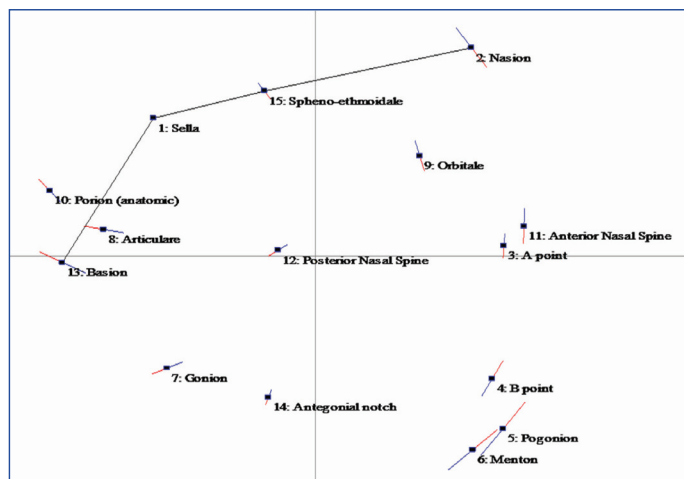 2: Nasion
15: Spheno-ethmoidale
1: Sella
9: Orbitale
10: Porion (anatomic)
11: Anterior Nasal Spine
8: Articulare
3: A point
12: Posterior Nasal Spine
13: Basion
7: Gonion
4: B point
14: Antegonial notch
5: Pogonion
6: Menton